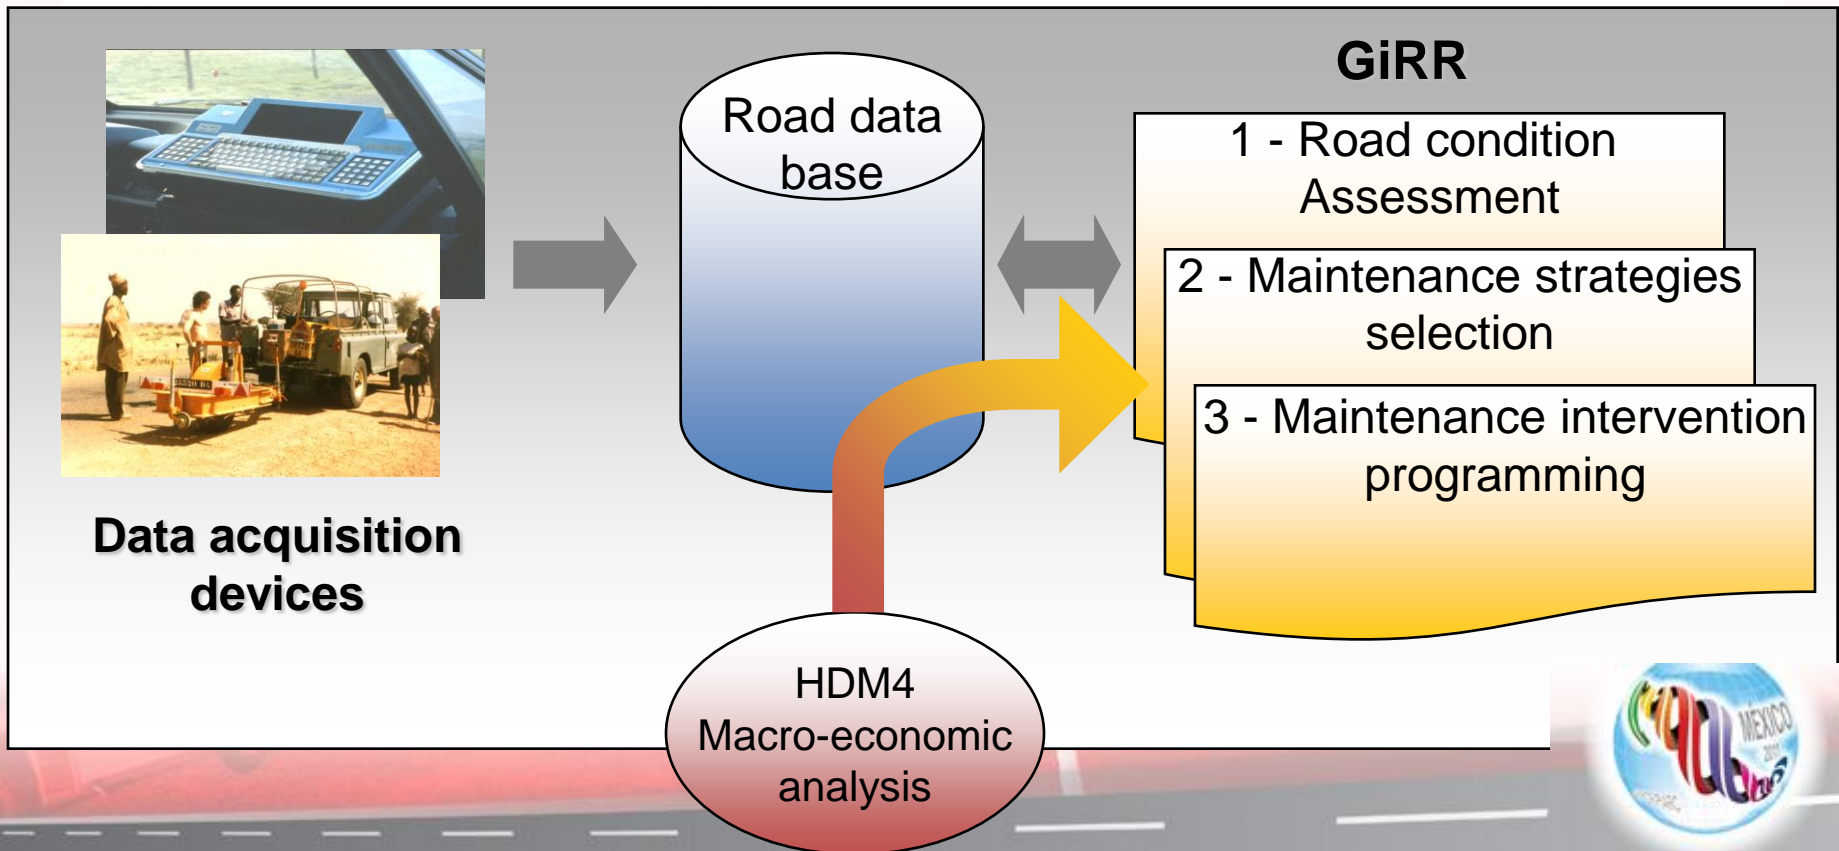 GiRR
Road data
base
1 - Road condition
Assessment
2 - Maintenance strategies
selection
3 - Maintenance intervention
programming
Data acquisition
devices
HDM4
Macro-economic
analysis
MÉXICO